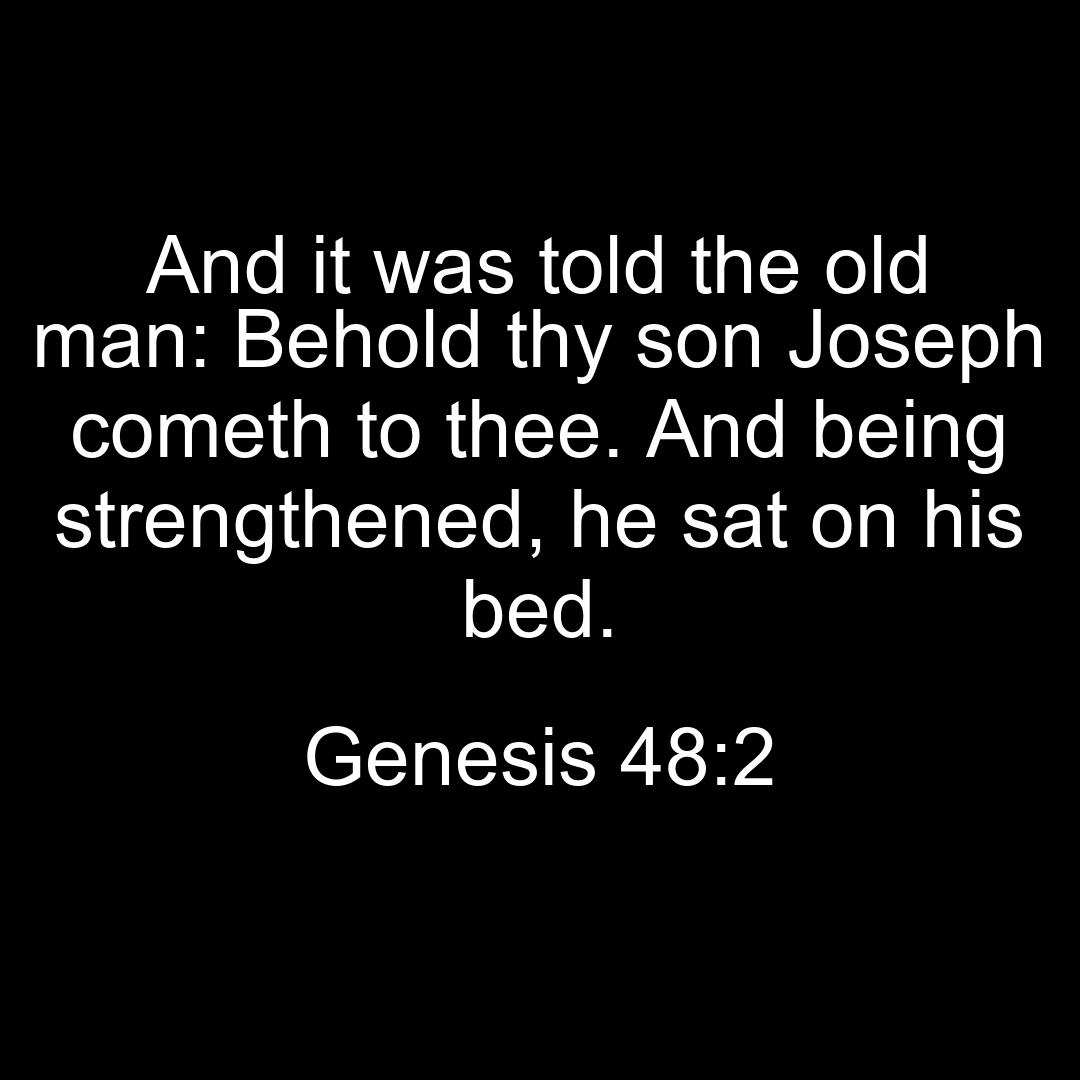 And it was told the old
man: Behold thy son Joseph
cometh to thee. And being
strengthened, he sat on his
bed.
Genesis 48:2